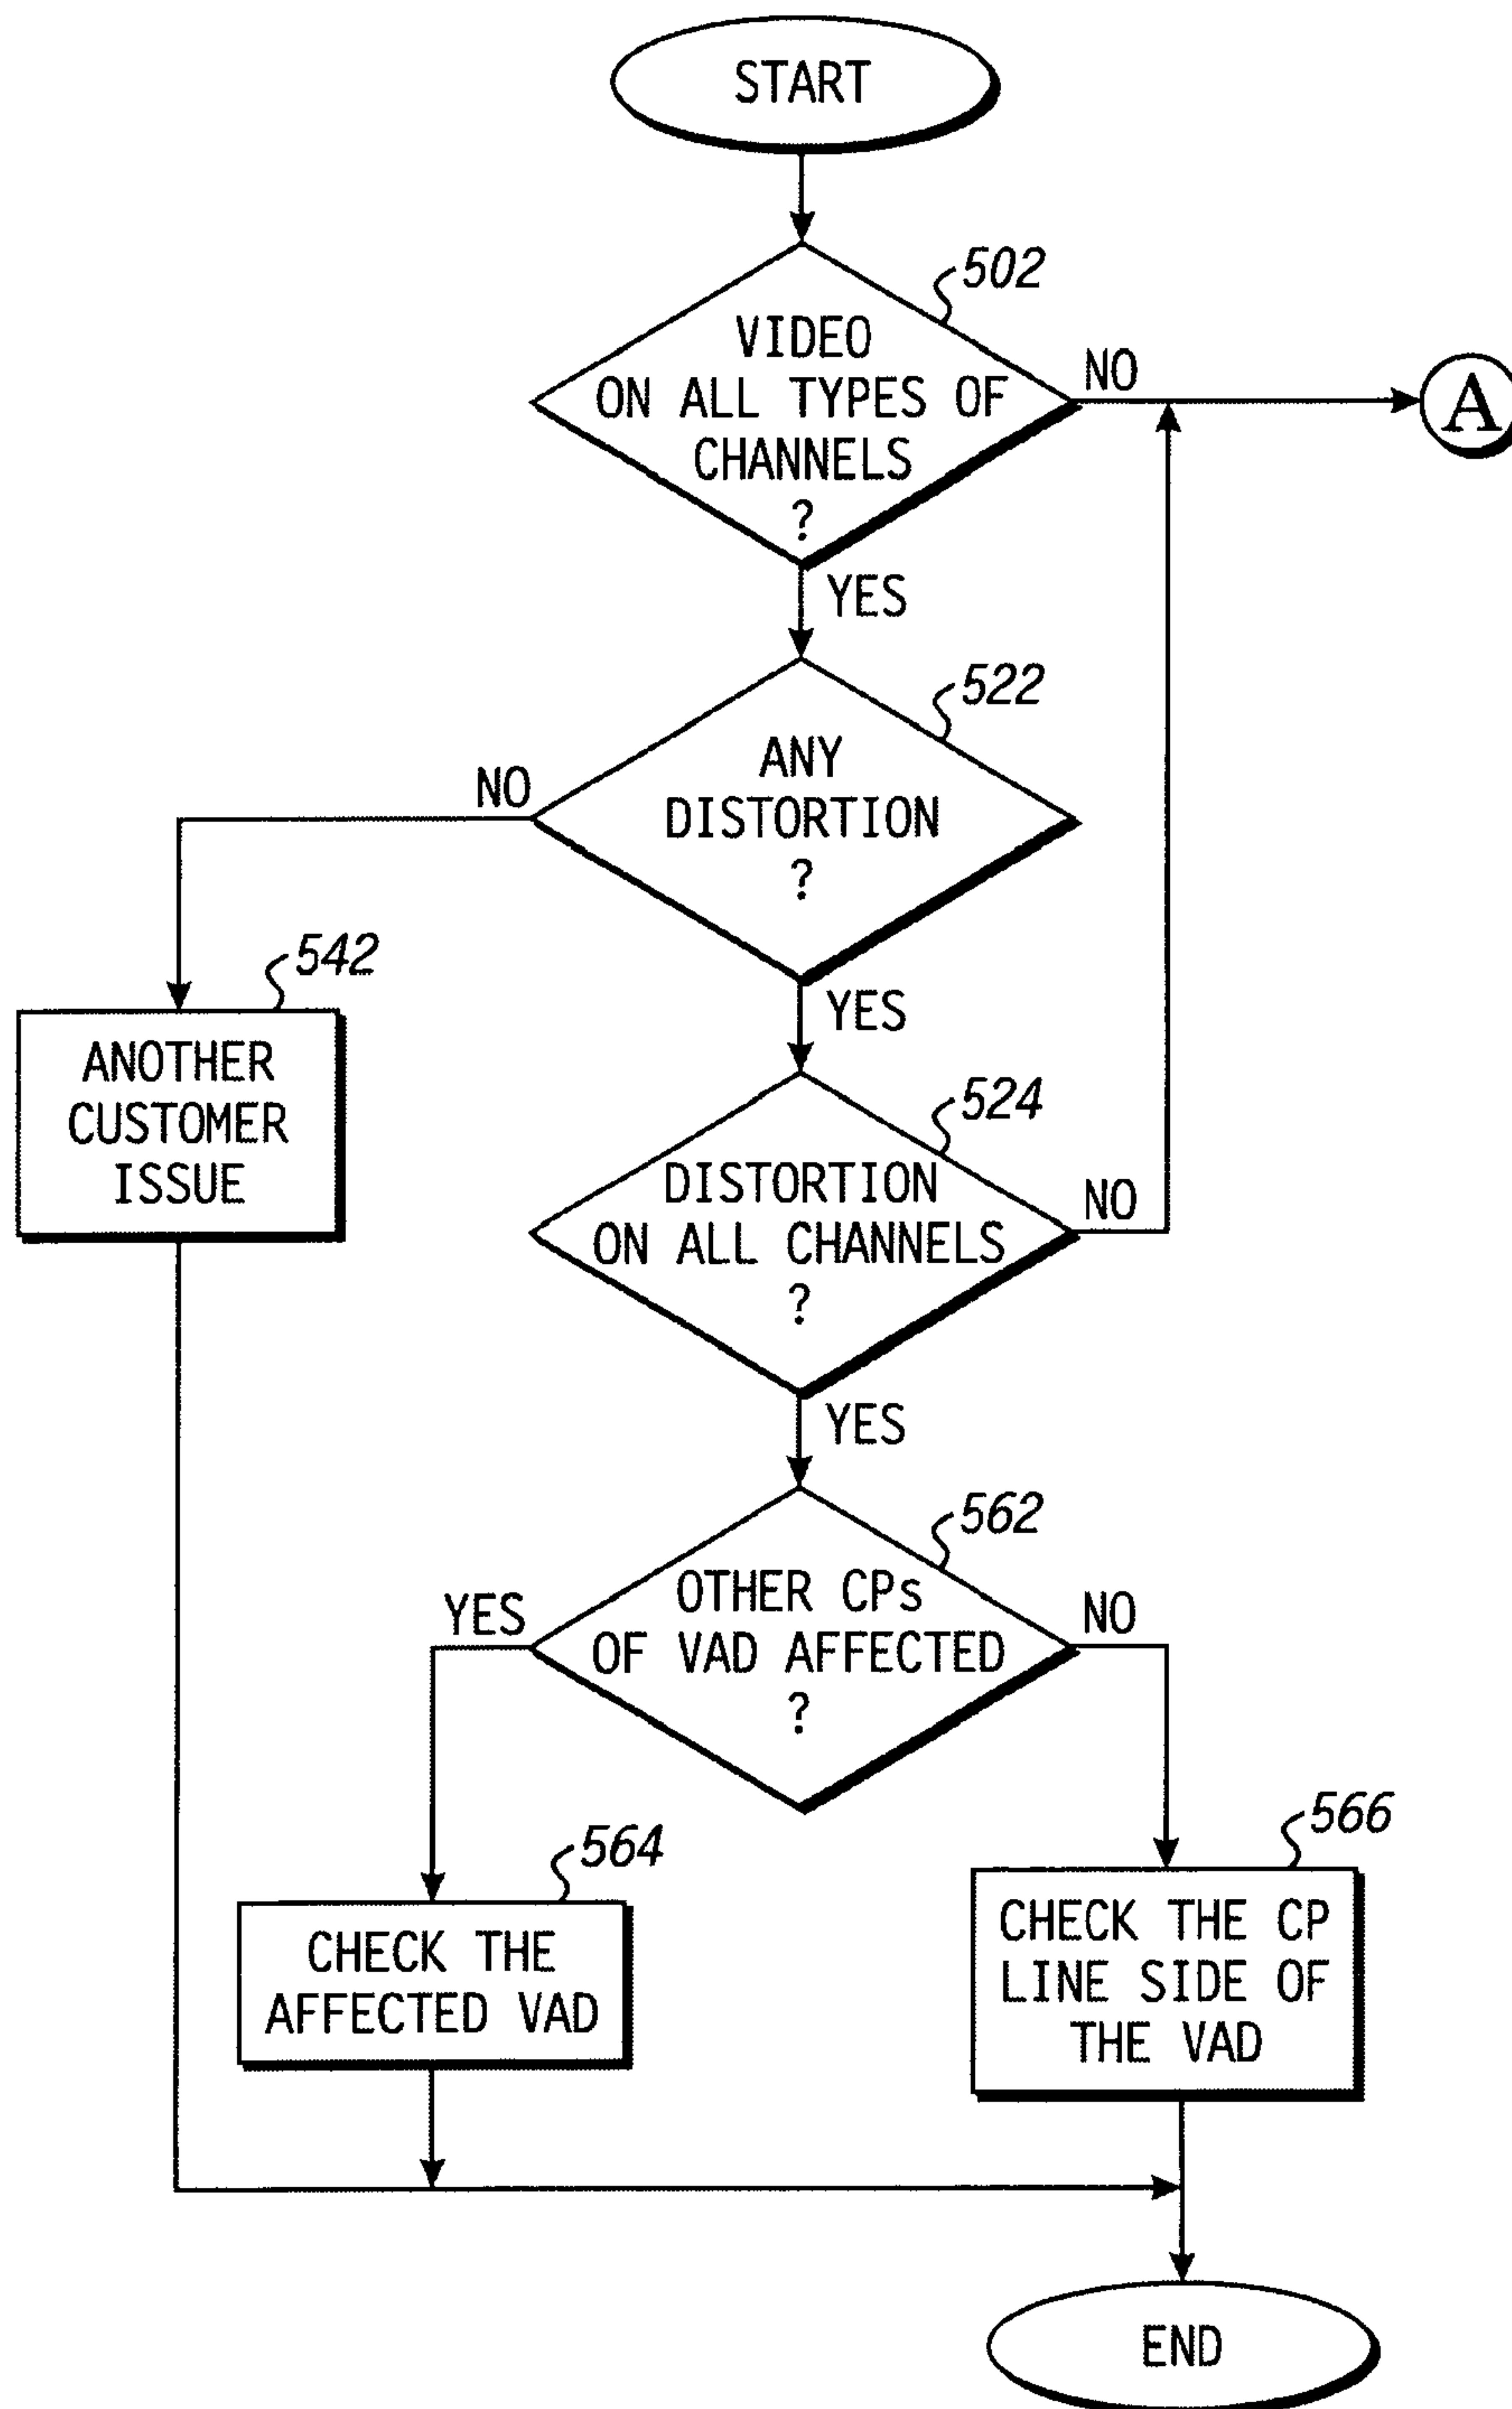 START
502
VIDEO
ON ALL TYPES OF
CHANNELS
?
NO
A
YES
522
ANY
DISTORTION
?
NO
YES
542
ANOTHER
CUSTOMER
ISSUE
524
DISTORTION
ON ALL CHANNELS
?
NO
YES
562
OTHER CPs
OF VAD AFFECTED
?
YES
NO
564
CHECK THE
AFFECTED VAD
566
CHECK THE CP
LINE SIDE OF
THE VAD
END